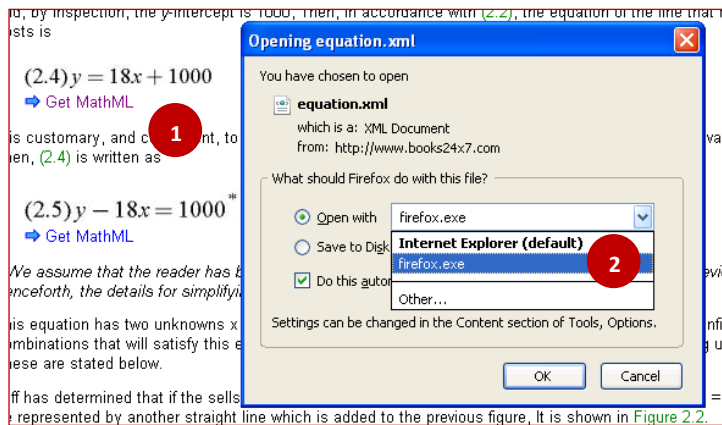 by inspection, the y-intercept is 1000, Then, in accordance with (2.2), the equation of the line that
sts is
(2.4) y = 18x + 1000
Get MathML
is customary, and nt, to
en, (2.4) is written as
(2.5) y − 18x = 1000*
Get MathML
We assume that the reader has b
enceforth, the details for simplifyi
is equation has two unknowns x
ombinations that will satisfy this e
ese are stated below.
ff has determined that if the sells
represented by another straight line which is added to the previous figure, It is shown in Figure 2.2.
1
Opening equation.xml
You have chosen to open
equation.xml
which is a: XML Document
from: http://www.books24x7.com
What should Firefox do with this file?
Open with
firefox.exe
Internet Explorer (default)
firefox.exe
Other...
2
Save to Disk
Do this autor
Settings can be changed in the Content section of Tools, Options.
OK
Cancel